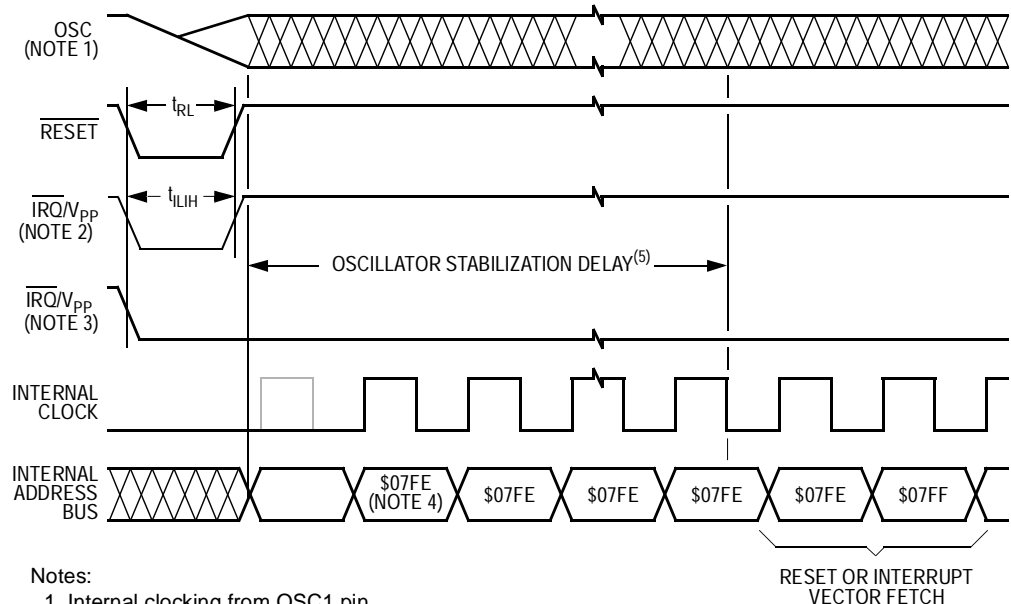 OSC
(NOTE 1)
tRL
RESET
tILIH
IRQ/VPP
(NOTE 2)
OSCILLATOR STABILIZATION DELAY(5)
IRQ/VPP
(NOTE 3)
INTERNAL
CLOCK
INTERNAL
ADDRESS
BUS
$07FE
(NOTE 4)
$07FE
$07FE
$07FE
$07FE
$07FF
RESET OR INTERRUPT
VECTOR FETCH
Notes:
1. Internal clocking from OSC1 pin